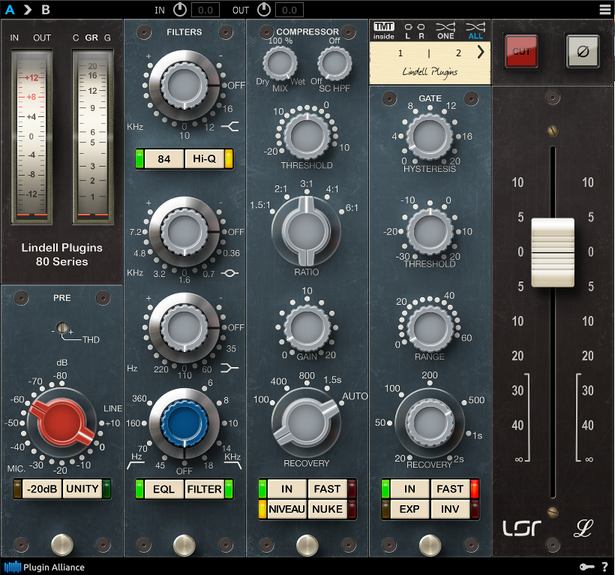 A > B IN 0.0 OUT 0.0
IN OUT C GR G
+12
+8
+4
0
-4
-8
-12
20
16
10
6
5
3
2
1
Lindell Plugins
80 Series
PRE
- +
THD
dB
-80
-70
-60
-50
-40
-30
-20
-10
0
+10
LINE
MIC.
-20dB UNITY
FILTERS
+ -
OFF
16
12
10
KHz
84 Hi-Q
+ -
OFF
7.2
4.8
3.2
1.6
0.7
0.36
KHz
+ -
OFF
35
60
110
220
Hz
6
8
10
14
KHz
18
OFF
45
70
160
360
Hz
EQL FILTER
COMPRESSOR
100 % Off
Dry Wet Off
MIX SC HPF
-20 -10 0 10
THRESHOLD
1.5:1 2:1 3:1 4:1 6:1
RATIO
0 10 20
GAIN
100 400 800 1.5s AUTO
RECOVERY
IN FAST
NIVEAU NUKE
TMT
inside
L R ONE ALL
1 | 2 >
Lindell Plugins
GATE
0 4 8 12 16 20
HYSTERESIS
-20 -10 0 10
-30 20
THRESHOLD
0 20 40 60
RANGE
20 50 100 200 500 1s 2s
RECOVERY
IN FAST
EXP INV
CUT Ø
10 10
5 5
0 0
5 5
10 10
20 20
30 30
40 40
∞ ∞
LSR L
Plugin Alliance ?